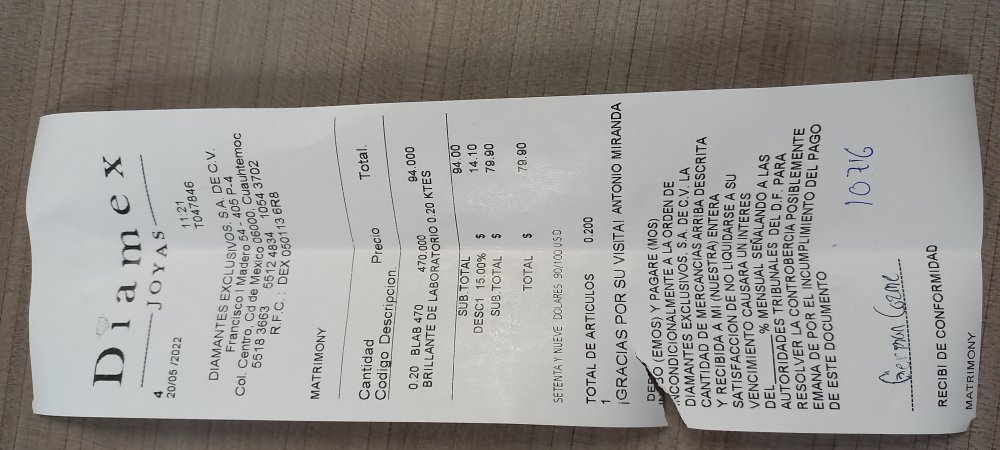 Diamex
JOYAS
4
20/05 /2022
11:21
T047846
DIAMANTES EXCLUSIVOS, S.A. DE C.V.
Francisco I Madero 54 - 405 P-4
Col. Centro, Cd de Mexico 06000, Cuauhtemoc
5518 3663 5512 4834 1054 3702
R.F.C. : DEX 050113 6R8
MATRIMONY
Cantidad Precio Total.
Codigo Descripcion.
0.20 BLAB 470 470.000 94.000
BRILLANTE DE LABORATORIO 0.20 KTES
SUB.TOTAL 94.00
DESC1 15.00% $ 14.10
SUB.TOTAL $ 79.90
TOTAL $ 79.90
SETENTA Y NUEVE DOLARES 90/100USD.
TOTAL DE ARTICULOS 0.200
1
¡GRACIAS POR SU VISITA! ANTONIO MIRANDA
(EMOS) Y PAGARE (MOS)
INCONDICIONALMENTE A LA ORDEN DE
DIAMANTES EXCLUSIVOS, S.A. DE C.V. LA
CANTIDAD DE MERCANCIAS ARRIBA DESCRITA
Y RECIBIDA A MI (NUESTRA) ENTERA
SATISFACCION DE NO LIQUIDARSE A SU
VENCIMIENTO CAUSARA UN INTERES
DEL ____ % MENSUAL SEÑALANDO A LAS
AUTORIDADES TRIBUNALES DEL D.F. PARA
RESOLVER LA CONTROBERCIA POSIBLEMENTE
EMANA DE POR EL INCUMPLIMIENTO DEL PAGO
DE ESTE DOCUMENTO
10716
German
RECIBI DE CONFORMIDAD
MATRIMONY